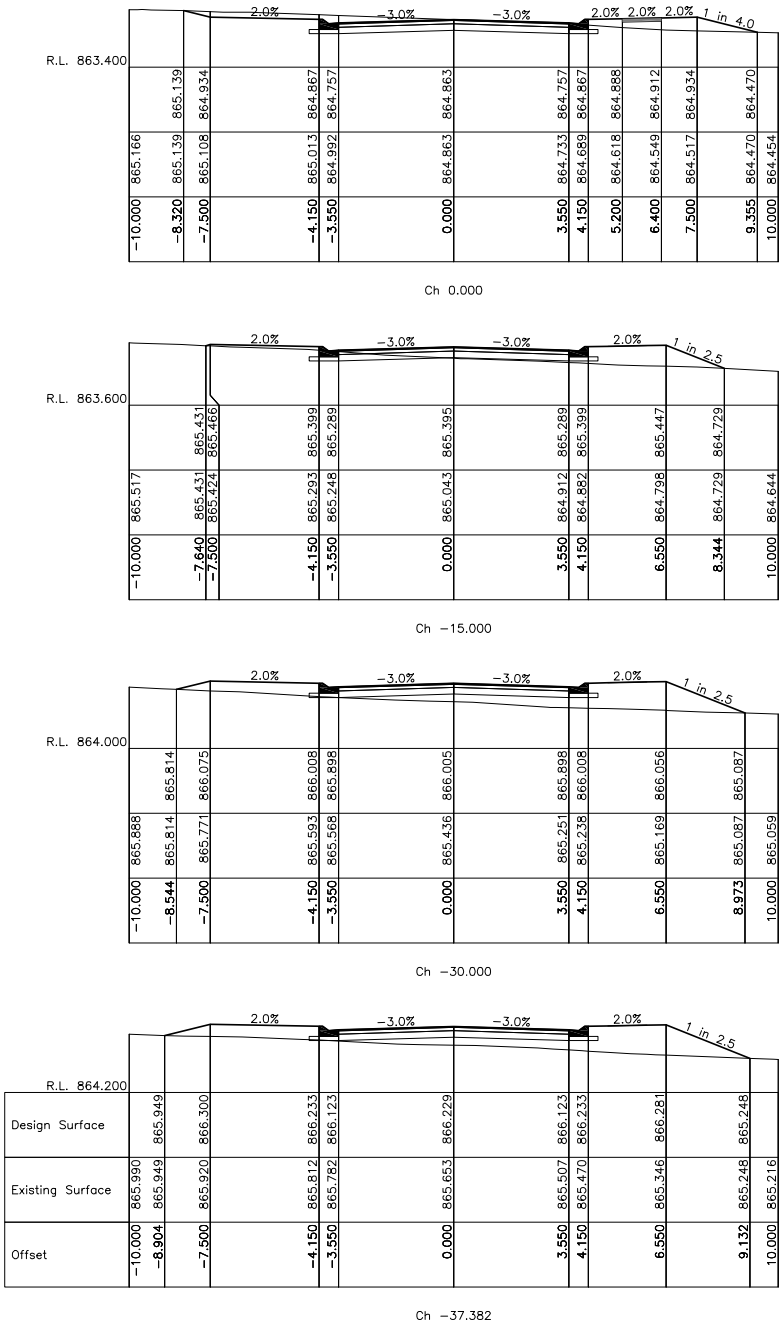 2.0% -3.0% -3.0% 2.0% 2.0% 2.0% 1 in 4.0
R.L. 863.400
865.139 864.934 864.867 864.757 864.863 864.757 864.867 864.888 864.912 864.934 864.470
865.166 865.139 865.108 865.013 864.992 864.863 864.733 864.689 864.618 864.549 864.517 864.470 864.454
-10.000 -8.320 -7.500 -4.150 -3.550 0.000 3.550 4.150 5.200 6.400 7.500 9.355 10.000
Ch 0.000
2.0% -3.0% -3.0% 2.0% 1 in 2.5
R.L. 863.600
865.431 865.466 865.399 865.289 865.395 865.289 865.399 865.447 864.729
865.517 865.431 865.424 865.293 865.248 865.043 864.912 864.882 864.798 864.729 864.644
-10.000 -7.640 -7.500 -4.150 -3.550 0.000 3.550 4.150 6.550 8.344 10.000
Ch -15.000
2.0% -3.0% -3.0% 2.0% 1 in 2.5
R.L. 864.000
865.814 866.075 866.008 865.898 866.005 865.898 866.008 866.056 865.087
865.888 865.814 865.771 865.593 865.568 865.436 865.251 865.238 865.169 865.087 865.059
-10.000 -8.544 -7.500 -4.150 -3.550 0.000 3.550 4.150 6.550 8.973 10.000
Ch -30.000
2.0% -3.0% -3.0% 2.0% 1 in 2.5
R.L. 864.200
Design Surface 865.949 866.300 866.233 866.123 866.229 866.123 866.233 866.281 865.248
Existing Surface 865.990 865.949 865.920 865.812 865.782 865.653 865.507 865.470 865.346 865.248 865.216
Offset -10.000 -8.904 -7.500 -4.150 -3.550 0.000 3.550 4.150 6.550 9.132 10.000
Ch -37.382